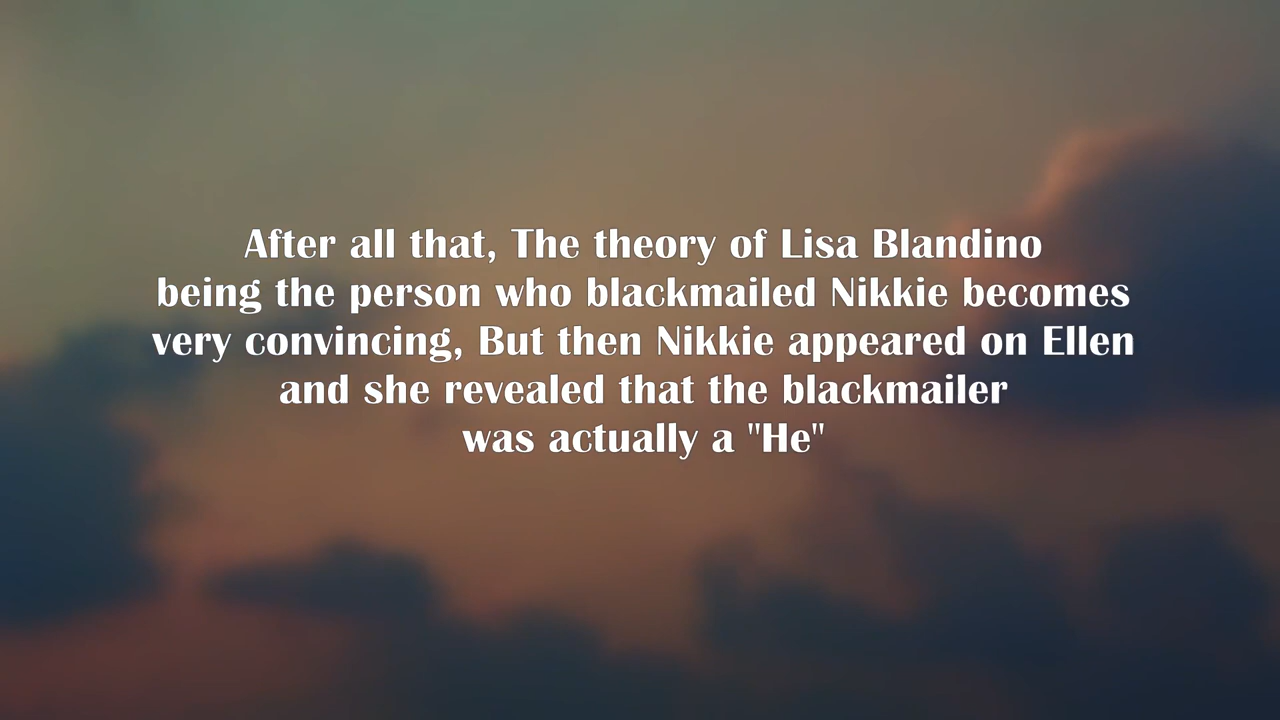 After all that, The theory of Lisa Blandino
being the person who blackmailed Nikkie becomes
very convincing, But then Nikkie appeared on Ellen
and she revealed that the blackmailer
was actually a "He"